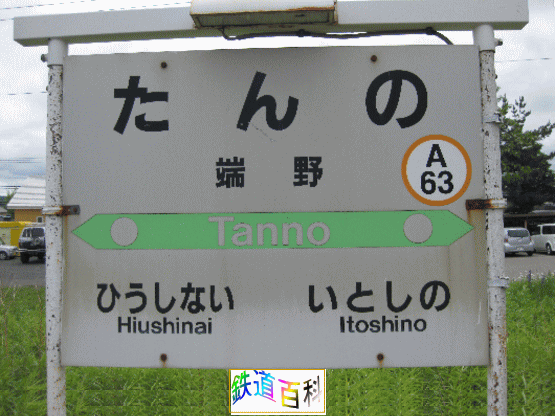 たんの
端野
A
63
Tanno
ひうしない いとしの
Hiushinai Itoshino
鉄道百科